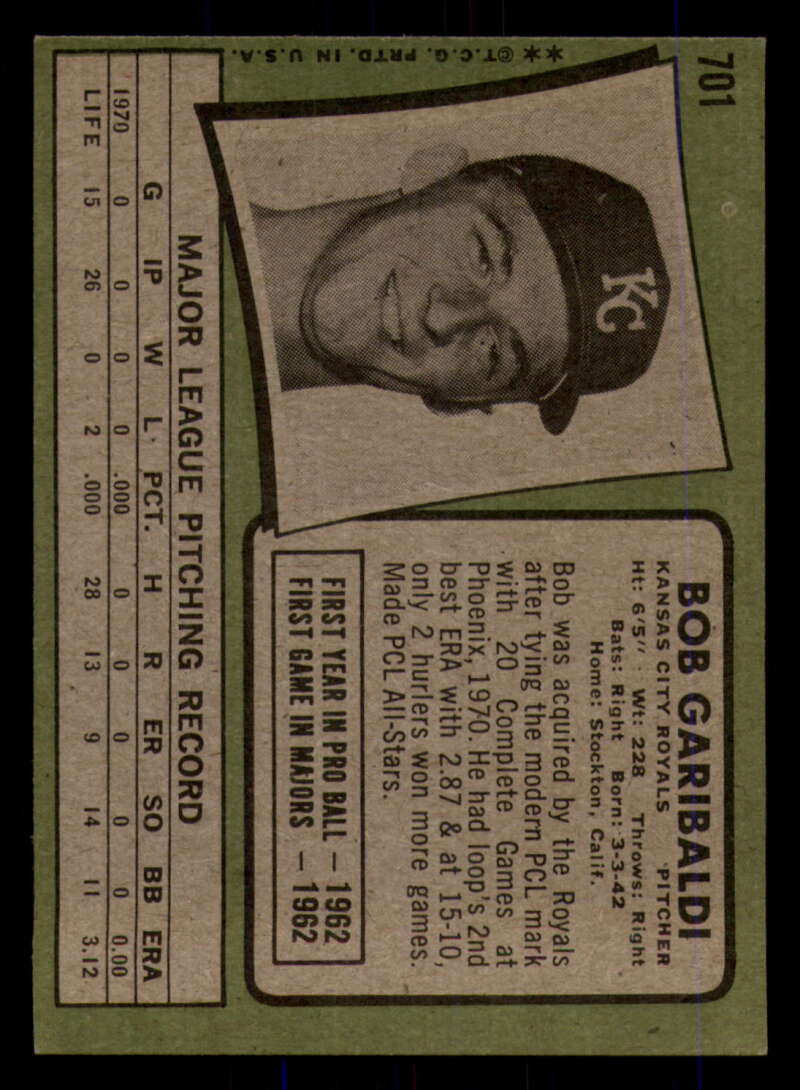 701
KC
**©T.C.G. PRTD. IN U.S.A.
BOB GARIBALDI
KANSAS CITY ROYALS PITCHER
Ht: 6'5" · Wt: 228 Throws: Right
Bats: Right Born: 3-3-42
Home: Stockton, Calif.
Bob was acquired by the Royals
after tying the modern PCL mark
with 20 Complete Games at
Phoenix, 1970. He had loop's 2nd
best ERA with 2.87 & at 15-10,
only 2 hurlers won more games.
Made PCL All-Stars.
FIRST YEAR IN PRO BALL — 1962
FIRST GAME IN MAJORS — 1962
MAJOR LEAGUE PITCHING RECORD
G IP W L. PCT. H R ER SO BB ERA
1970 0 0 0 0 .000 0 0 0 0 0 0.00
LIFE 15 26 0 2 .000 28 13 9 14 11 3.12